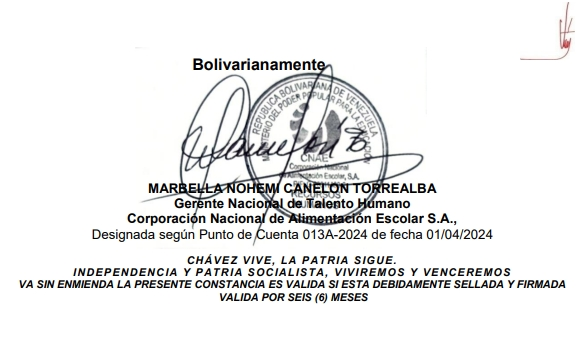 Bolivarianamente
REPÚBLICA BOLIVARIANA DE VENEZUELA
MINISTERIO DEL PODER POPULAR PARA LA EDUCACIÓN
CNAE
Corporación Nacional
de Alimentación Escolar, S.A.
RECURSOS
MARBELLA NOHEMI CANELON TORREALBA
Gerente Nacional de Talento Humano
Corporación Nacional de Alimentación Escolar S.A.,
Designada según Punto de Cuenta 013A-2024 de fecha 01/04/2024
CHÁVEZ VIVE, LA PATRIA SIGUE.
INDEPENDENCIA Y PATRIA SOCIALISTA, VIVIREMOS Y VENCEREMOS
VA SIN ENMIENDA LA PRESENTE CONSTANCIA ES VALIDA SI ESTA DEBIDAMENTE SELLADA Y FIRMADA
VALIDA POR SEIS (6) MESES